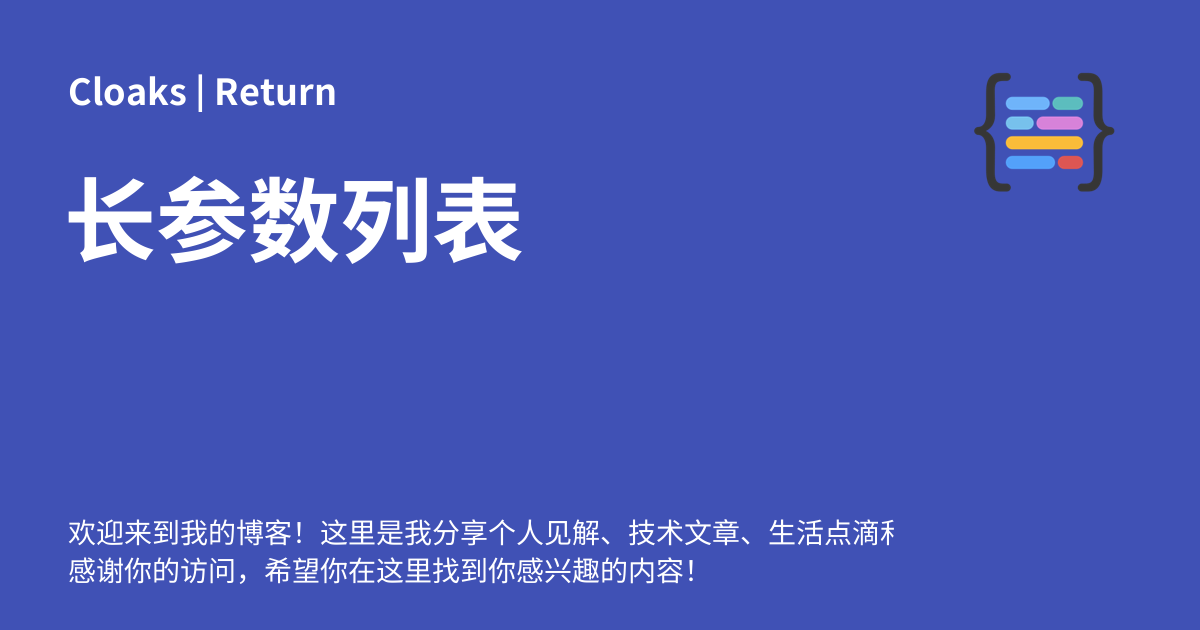 Cloaks | Return
长参数列表
欢迎来到我的博客！这里是我分享个人见解、技术文章、生活点滴
感谢你的访问，希望你在这里找到你感兴趣的内容！